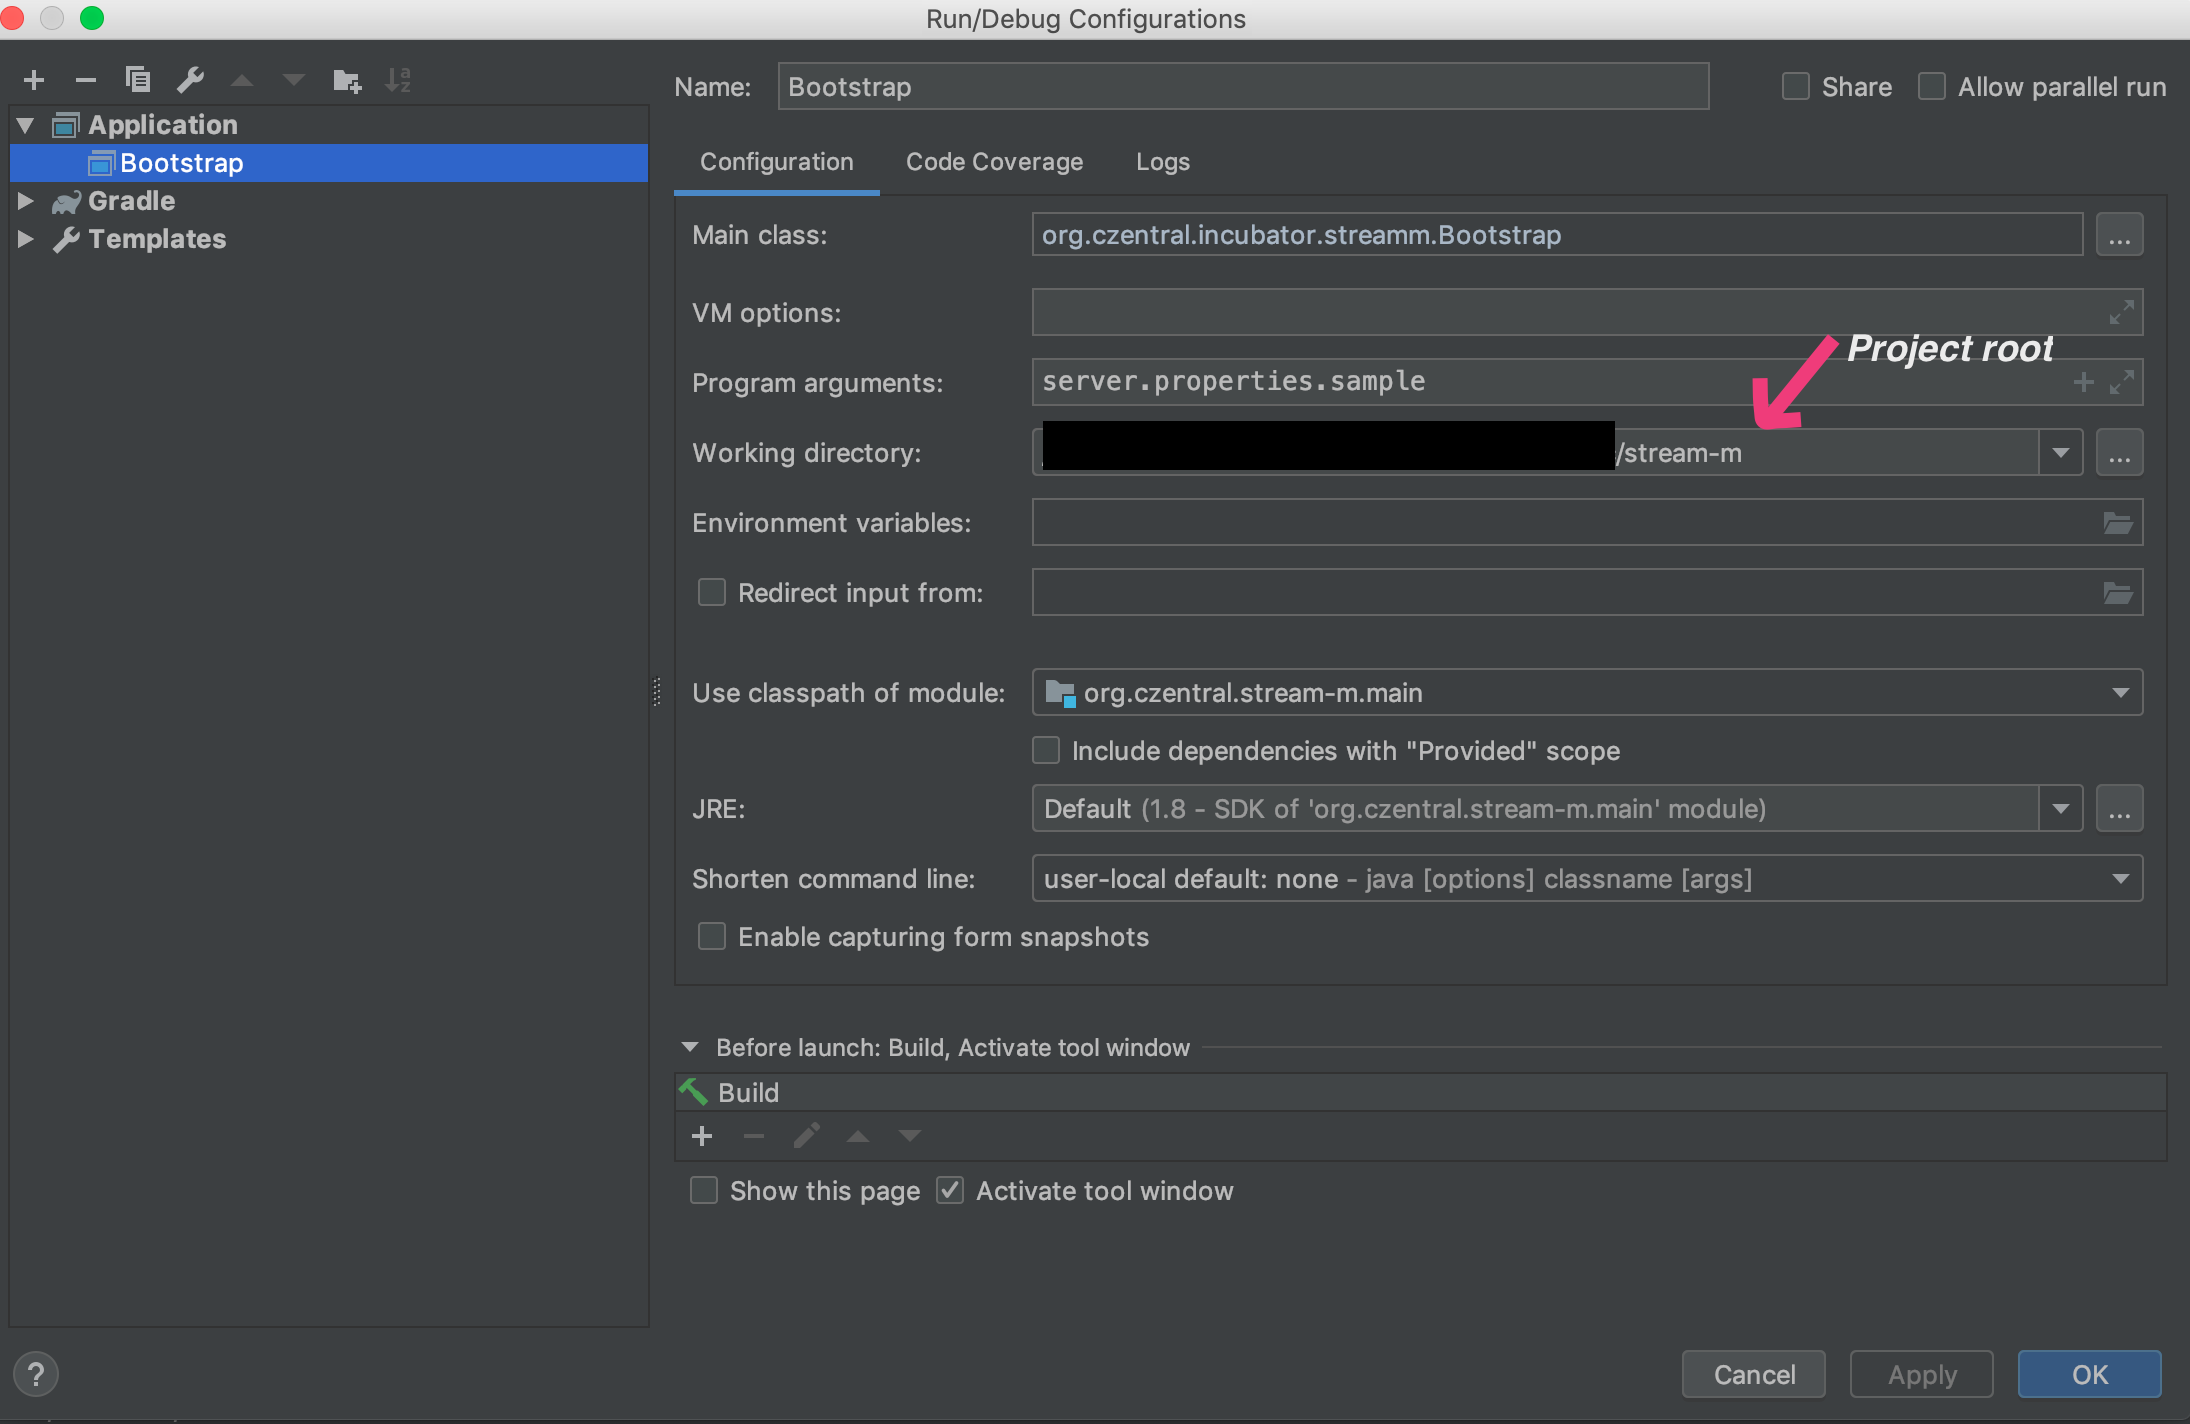 Run/Debug Configurations
Name: Bootstrap Share Allow parallel run
Application
Bootstrap
Gradle
Templates
Configuration Code Coverage Logs
Main class: org.czentral.incubator.streamm.Bootstrap ...
VM options:
Project root
Program arguments: server.properties.sample
Working directory: /stream-m ...
Environment variables:
Redirect input from:
Use classpath of module: org.czentral.stream-m.main
Include dependencies with "Provided" scope
JRE: Default (1.8 - SDK of 'org.czentral.stream-m.main' module) ...
Shorten command line: user-local default: none - java [options] classname [args]
Enable capturing form snapshots
Before launch: Build, Activate tool window
Build
Show this page Activate tool window
? Cancel Apply OK